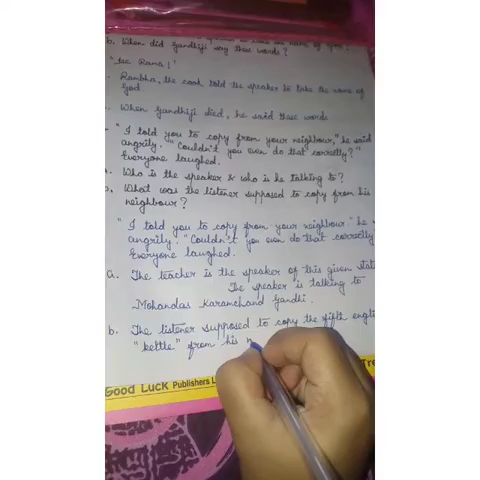 b. When did Gandhiji say these words?
"He Rama!"
Rambha, the cook told the speaker to take the name of
God.
When Gandhiji died, he said these words
"I told you to copy from your neighbour," he said
angrily. "Couldn't you even do that correctly?"
Everyone laughed.
a. Who is the speaker & who is he talking to?
b. What was the listener supposed to copy from his
neighbour?
"I told you to copy from your neighbour" he
angrily. "Couldn't you even do that correctly
Everyone laughed.
a. The teacher is the speaker of this given
The speaker is talking to
Mohandas Karamchand Gandhi.
b. The listener supposed to copy the fifth
"kettle" from his
GOOD LUCK Publishers